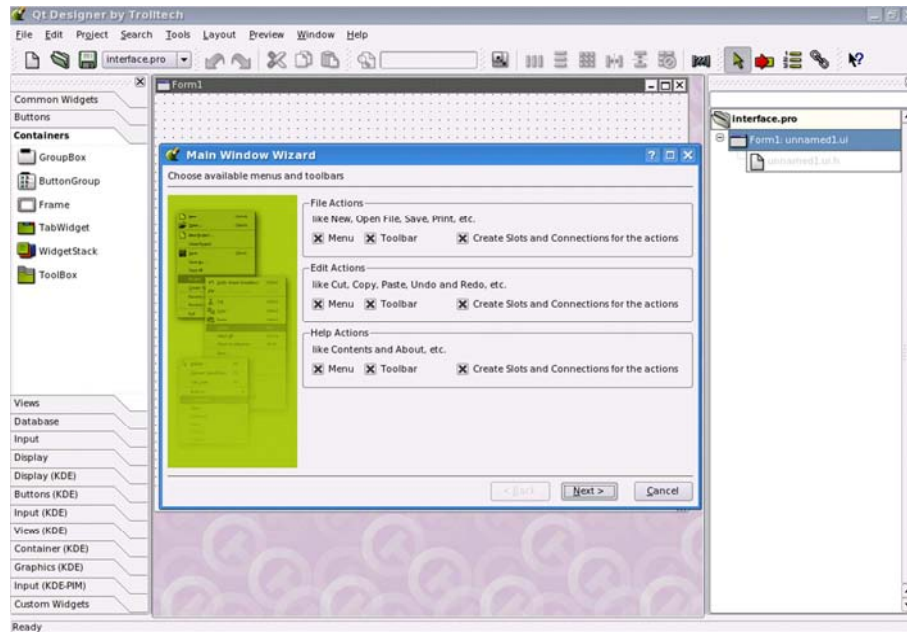 Qt Designer by Trolltech
File Edit Project Search Tools Layout Preview Window Help
interface.pro
Common Widgets
Buttons
Containers
GroupBox
ButtonGroup
Frame
TabWidget
WidgetStack
ToolBox
Views
Database
Input
Display
Display (KDE)
Buttons (KDE)
Input (KDE)
Views (KDE)
Container (KDE)
Graphics (KDE)
Input (KDE-PIM)
Custom Widgets
Form1
Main Window Wizard
Choose available menus and toolbars
File Actions
like New, Open File, Save, Print, etc.
Menu Toolbar Create Slots and Connections for the actions
Edit Actions
like Cut, Copy, Paste, Undo and Redo, etc.
Menu Toolbar Create Slots and Connections for the actions
Help Actions
like Contents and About, etc.
Menu Toolbar Create Slots and Connections for the actions
< Back Next > Cancel
interface.pro
Form1: unnamed1.ui
unnamed1.ui.h
Ready